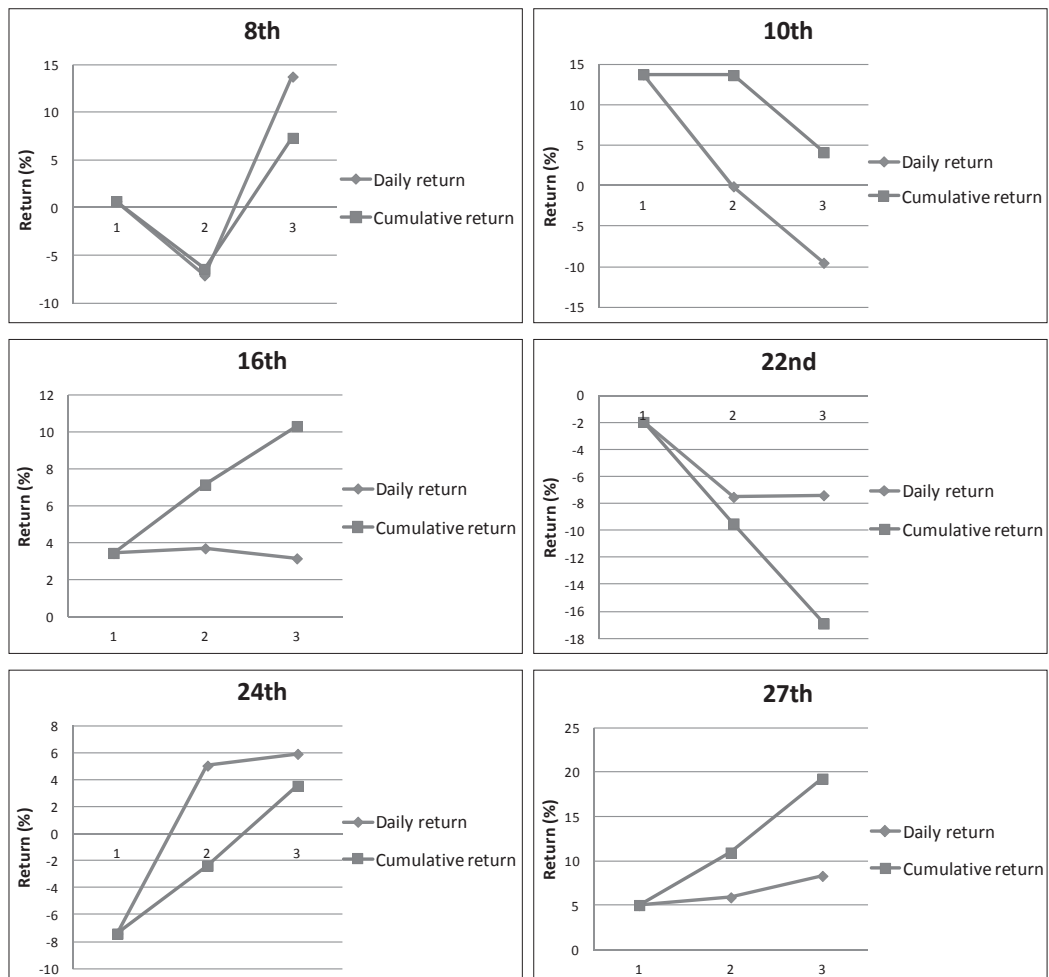 8th
15
10
5
0
-5
-10
Return (%)
1
2
3
Daily return
Cumulative return
10th
15
10
5
0
-5
-10
-15
Return (%)
1
2
3
Daily return
Cumulative return
16th
12
10
8
6
4
2
0
Return (%)
1
2
3
Daily return
Cumulative return
22nd
0
-2
-4
-6
-8
-10
-12
-14
-16
-18
Return (%)
1
2
3
Daily return
Cumulative return
24th
8
6
4
2
0
-2
-4
-6
-8
-10
Return (%)
1
2
3
Daily return
Cumulative return
27th
25
20
15
10
5
0
Return (%)
1
2
3
Daily return
Cumulative return